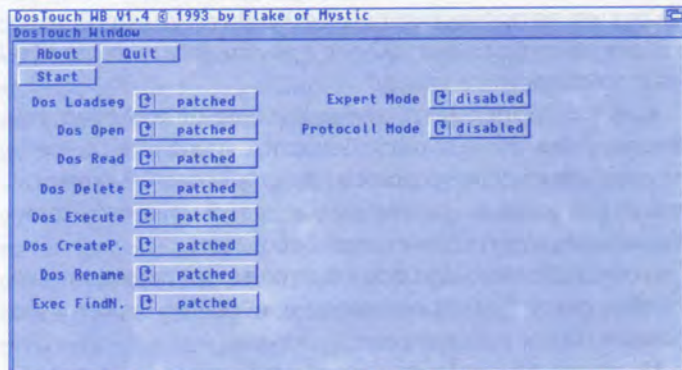 DosTouch WB V1.4 © 1993 by Flake of Mystic
DosTouch Window
About Quit
Start
Dos Loadseg patched Expert Mode disabled
Dos Open patched Protocoll Mode disabled
Dos Read patched
Dos Delete patched
Dos Execute patched
Dos CreateP. patched
Dos Rename patched
Exec FindN. patched